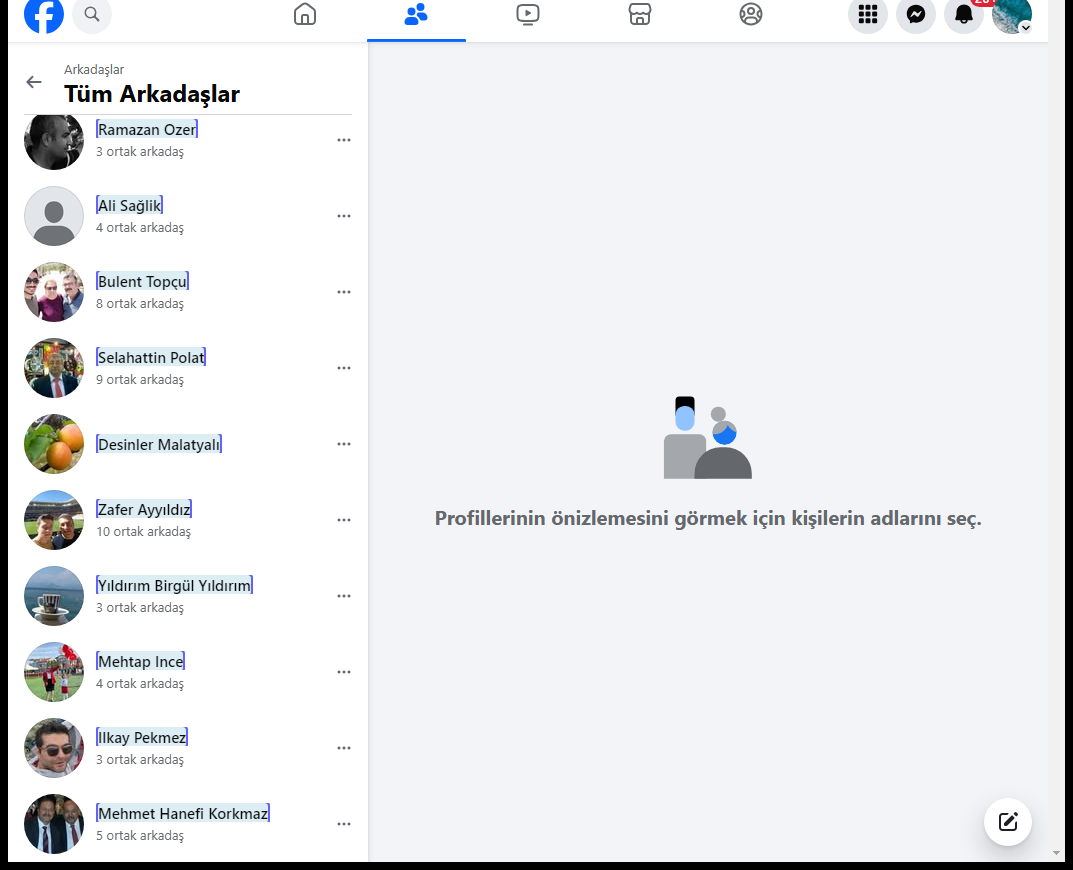 Arkadaşlar
Tüm Arkadaşlar
Ramazan Ozer
3 ortak arkadaş
Ali Sağlik
4 ortak arkadaş
Bulent Topçu
8 ortak arkadaş
Selahattin Polat
9 ortak arkadaş
Desinler Malatyalı
Zafer Ayyıldız
10 ortak arkadaş
Yıldırım Birgül Yıldırım
3 ortak arkadaş
Mehtap Ince
4 ortak arkadaş
Ilkay Pekmez
3 ortak arkadaş
Mehmet Hanefi Korkmaz
5 ortak arkadaş
Profillerinin önizlemesini görmek için kişilerin adlarını seç.